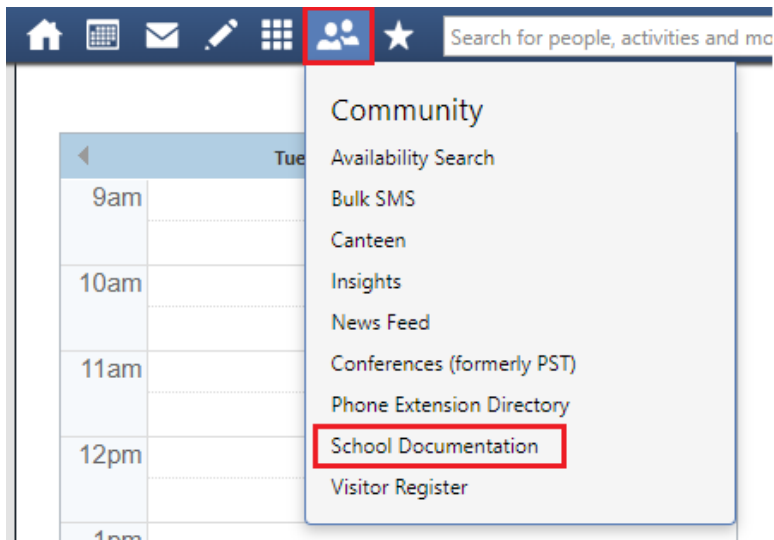 Search for people, activities and mo
Community
Tue
Availability Search
9am
Bulk SMS
Canteen
10am
Insights
News Feed
11am
Conferences (formerly PST)
Phone Extension Directory
12pm
School Documentation
Visitor Register
1pm